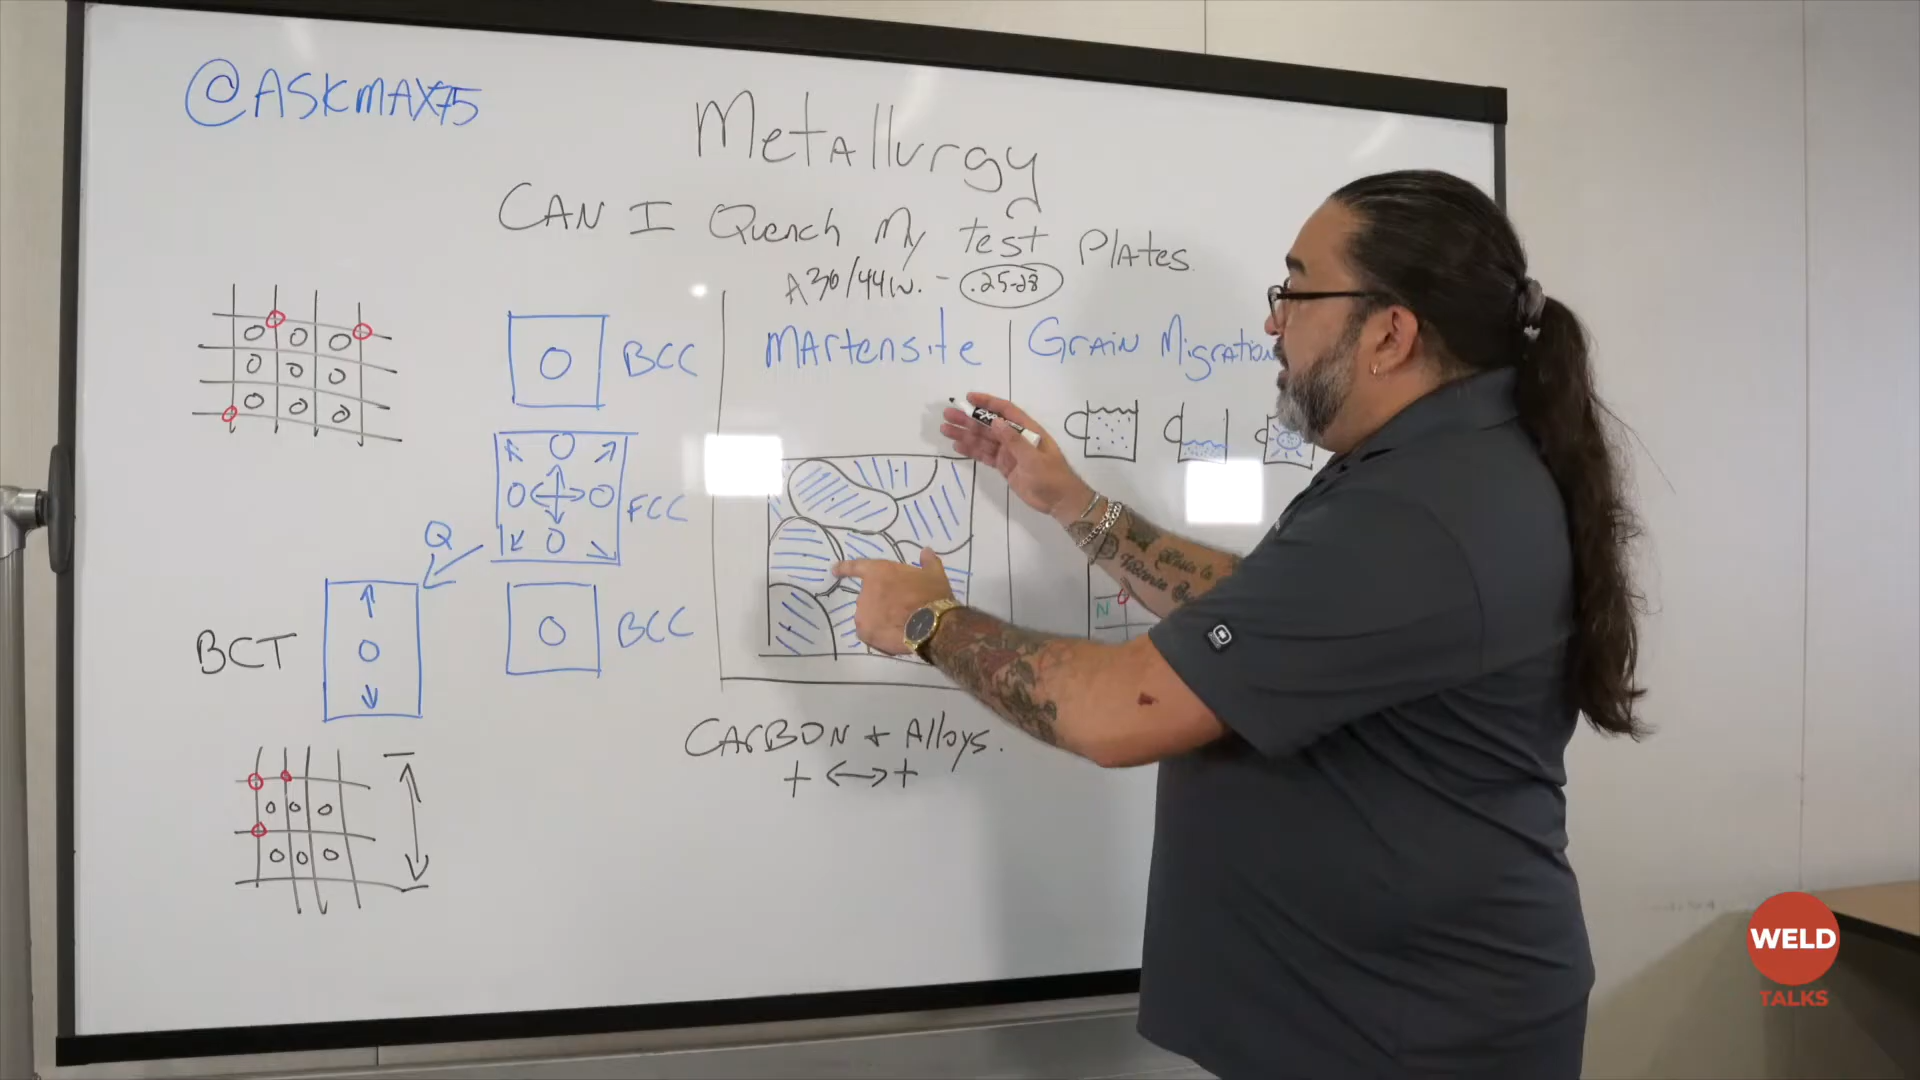 @ASKMAX75
Metallurgy
CAN I Quench My test Plates.
A36/44W. - .25-28
BCC
Martensite
Grain Migration
FCC
Q
BCT
BCC
N
CARBON + Alloys.
+ ↔ +
WELD
TALKS